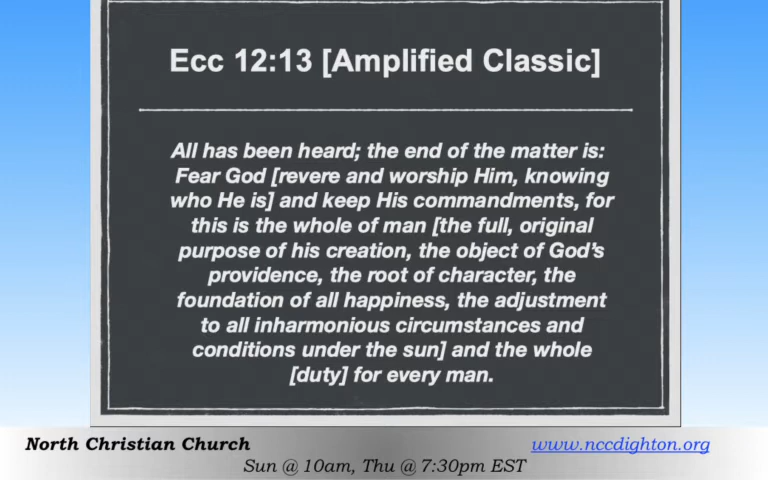 Ecc 12:13 [Amplified Classic]
All has been heard; the end of the matter is:
Fear God [revere and worship Him, knowing
who He is] and keep His commandments, for
this is the whole of man [the full, original
purpose of his creation, the object of God's
providence, the root of character, the
foundation of all happiness, the adjustment
to all inharmonious circumstances and
conditions under the sun] and the whole
[duty] for every man.
North Christian Church www.nccdighton.org
Sun @ 10am, Thu @ 7:30pm EST